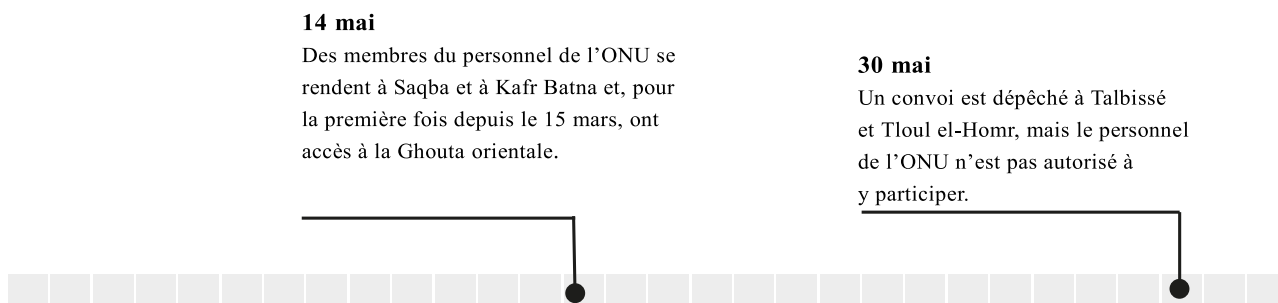 14 mai
Des membres du personnel de l’ONU se
rendent à Saqba et à Kafr Batna et, pour
la première fois depuis le 15 mars, ont
accès à la Ghouta orientale.
30 mai
Un convoi est dépêché à Talbissé
et Tloul el-Homr, mais le personnel
de l’ONU n’est pas autorisé à
y participer.